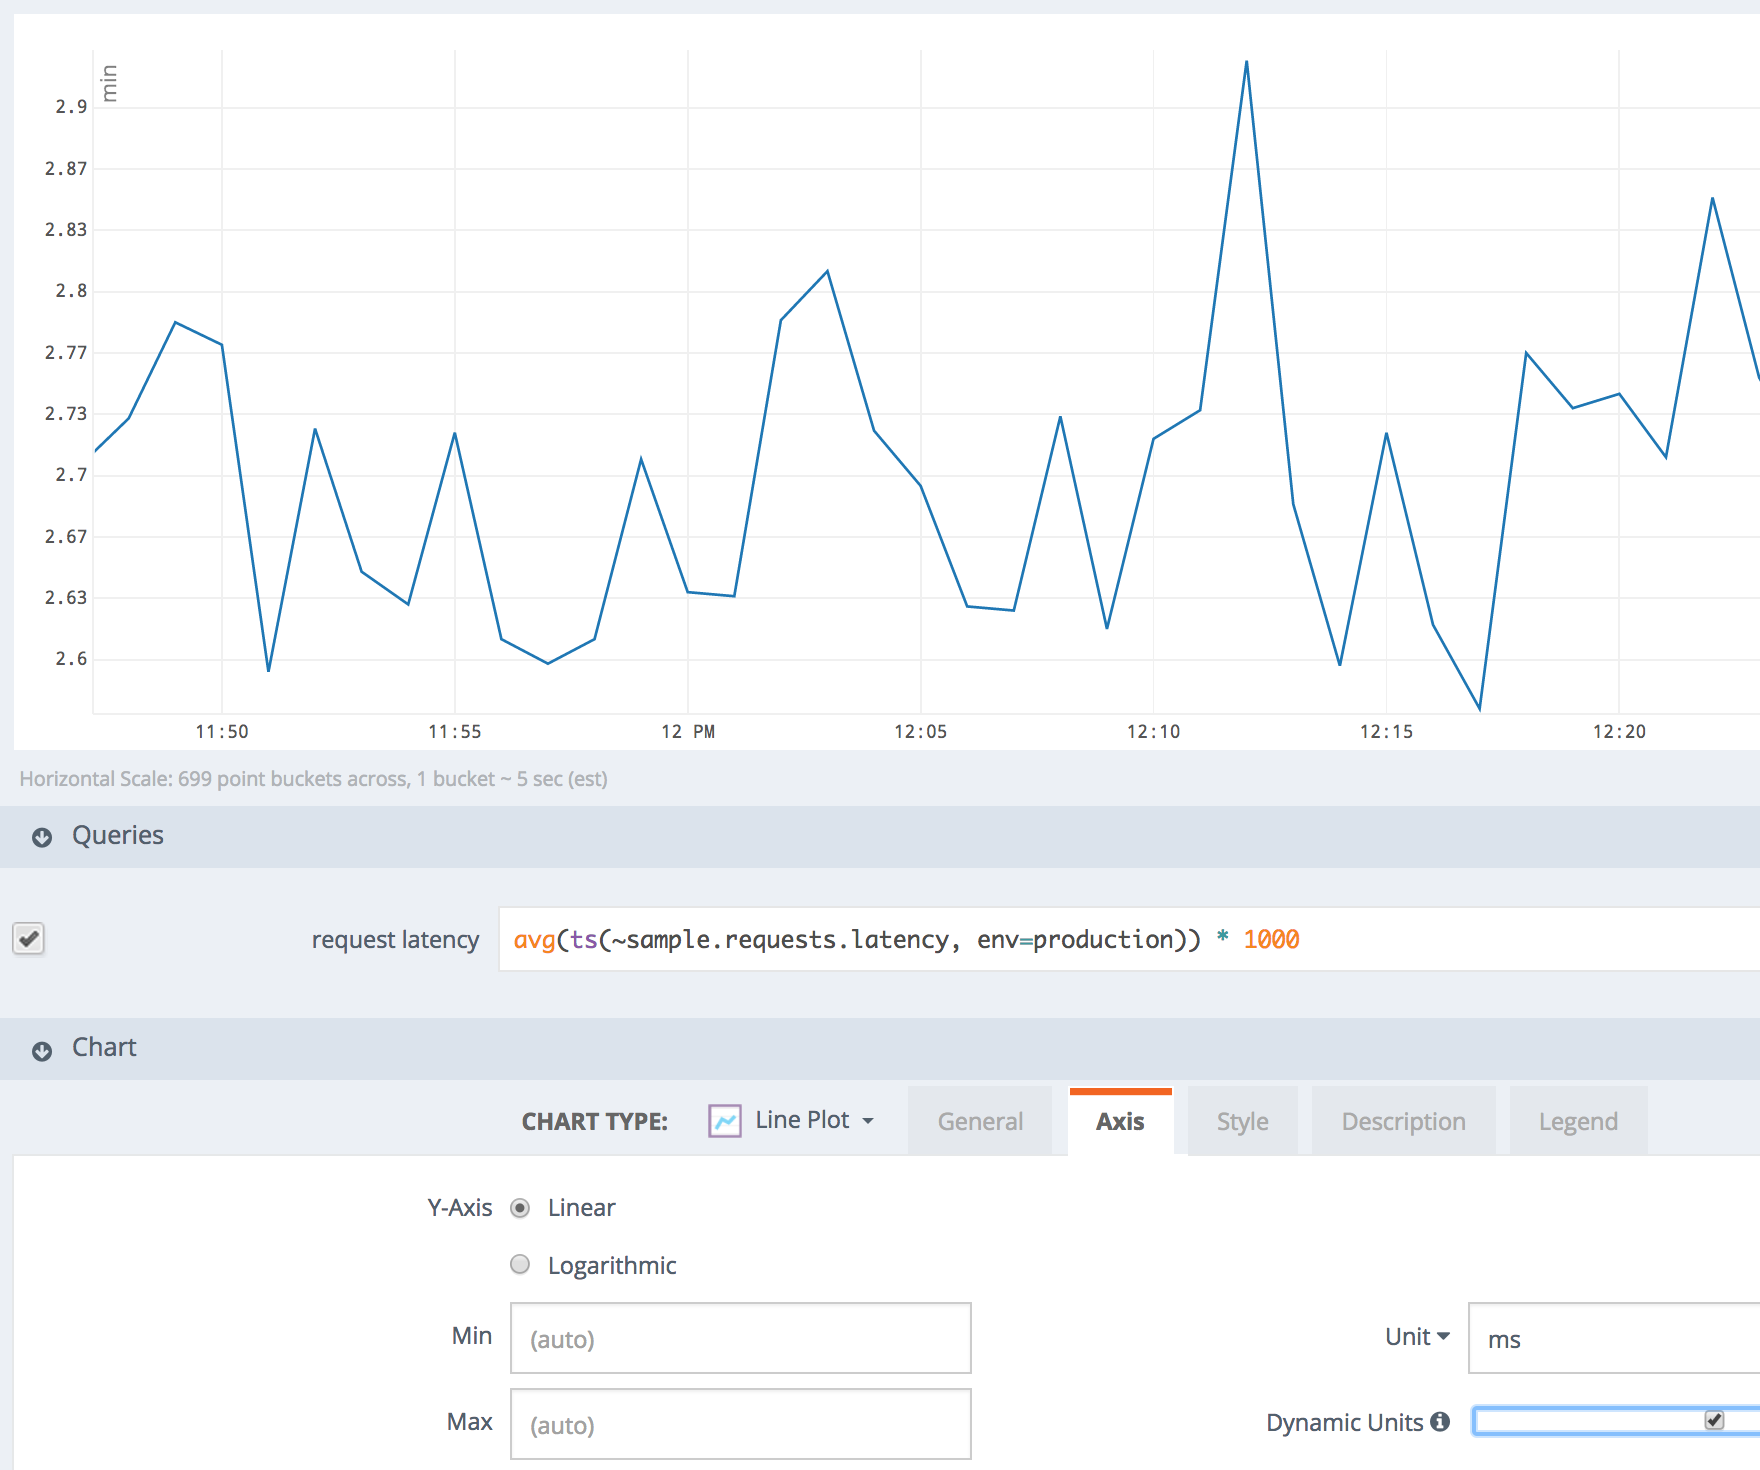 min
2.9
2.87
2.83
2.8
2.77
2.73
2.7
2.67
2.63
2.6
11:50 11:55 12 PM 12:05 12:10 12:15 12:20
Horizontal Scale: 699 point buckets across, 1 bucket ~ 5 sec (est)
Queries
request latency avg(ts(~sample.requests.latency, env=production)) * 1000
Chart
CHART TYPE: Line Plot General Axis Style Description Legend
Y-Axis Linear
Logarithmic
Min (auto) Unit ms
Max (auto) Dynamic Units